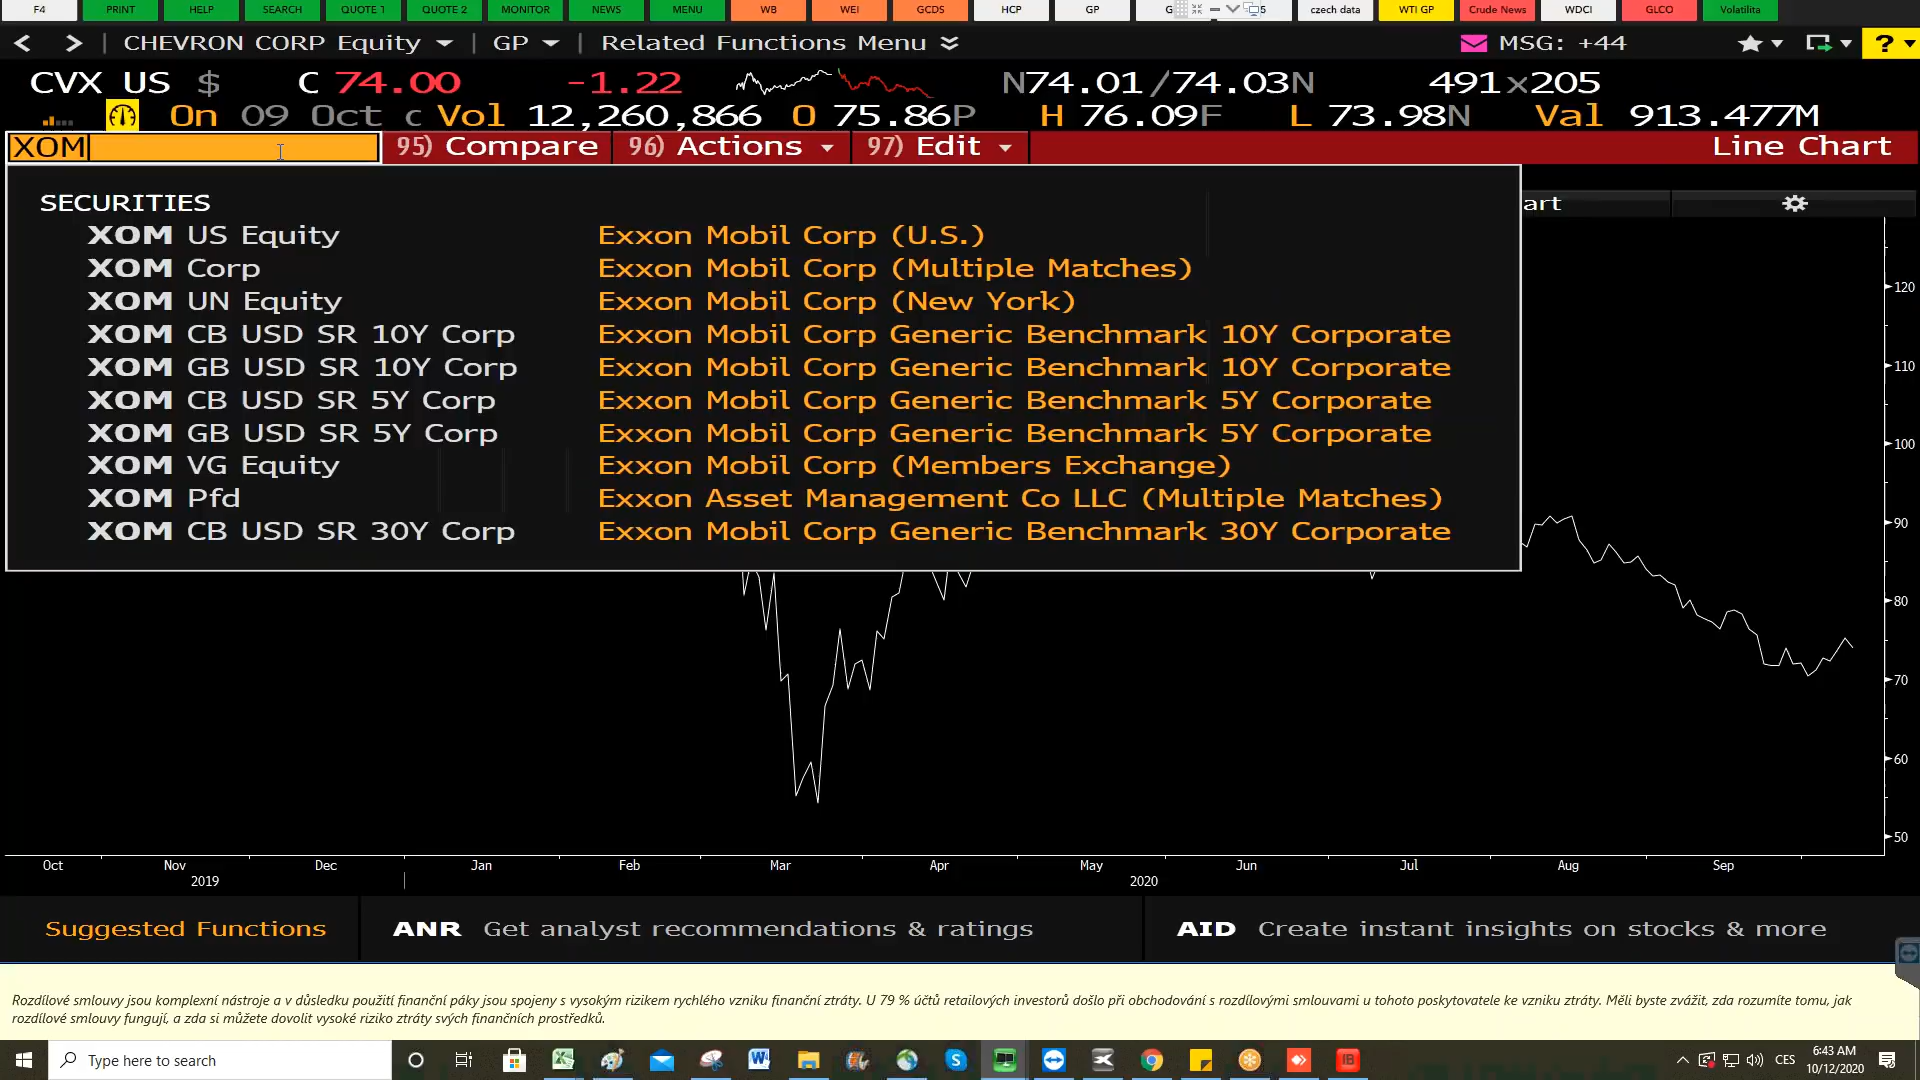 F4 PRINT HELP SEARCH QUOTE 1 QUOTE 2 MONITOR NEWS MENU WB WEI GCDS HCP GP G 5 czech data WTI GP Crude News WDCI GLCO Volatilita
CHEVRON CORP Equity GP Related Functions Menu MSG: +44 ?
CVX US $ C 74.00 -1.22 N74.01/74.03N 491x205
On 09 Oct c Vol 12,260,866 O 75.86P H 76.09F L 73.98N Val 913.477M
XOM 95) Compare 96) Actions 97) Edit Line Chart
SECURITIES art
XOM US Equity Exxon Mobil Corp (U.S.)
XOM Corp Exxon Mobil Corp (Multiple Matches)
XOM UN Equity Exxon Mobil Corp (New York)
XOM CB USD SR 10Y Corp Exxon Mobil Corp Generic Benchmark 10Y Corporate
XOM GB USD SR 10Y Corp Exxon Mobil Corp Generic Benchmark 10Y Corporate
XOM CB USD SR 5Y Corp Exxon Mobil Corp Generic Benchmark 5Y Corporate
XOM GB USD SR 5Y Corp Exxon Mobil Corp Generic Benchmark 5Y Corporate
XOM VG Equity Exxon Mobil Corp (Members Exchange)
XOM Pfd Exxon Asset Management Co LLC (Multiple Matches)
XOM CB USD SR 30Y Corp Exxon Mobil Corp Generic Benchmark 30Y Corporate
120
110
100
90
80
70
60
50
Oct Nov Dec Jan Feb Mar Apr May Jun Jul Aug Sep
2019 2020
Suggested Functions ANR Get analyst recommendations & ratings AID Create instant insights on stocks & more
Rozdílové smlouvy jsou komplexní nástroje a v důsledku použití finanční páky jsou spojeny s vysokým rizikem rychlého vzniku finanční ztráty. U 79 % účtů retailových investorů došlo při obchodování s rozdílovými smlouvami u tohoto poskytovatele ke vzniku ztráty. Měli byste zvážit, zda rozumíte tomu, jak
rozdílové smlouvy fungují, a zda si můžete dovolit vysoké riziko ztráty svých finančních prostředků.
Type here to search CES 6:43 AM
10/12/2020